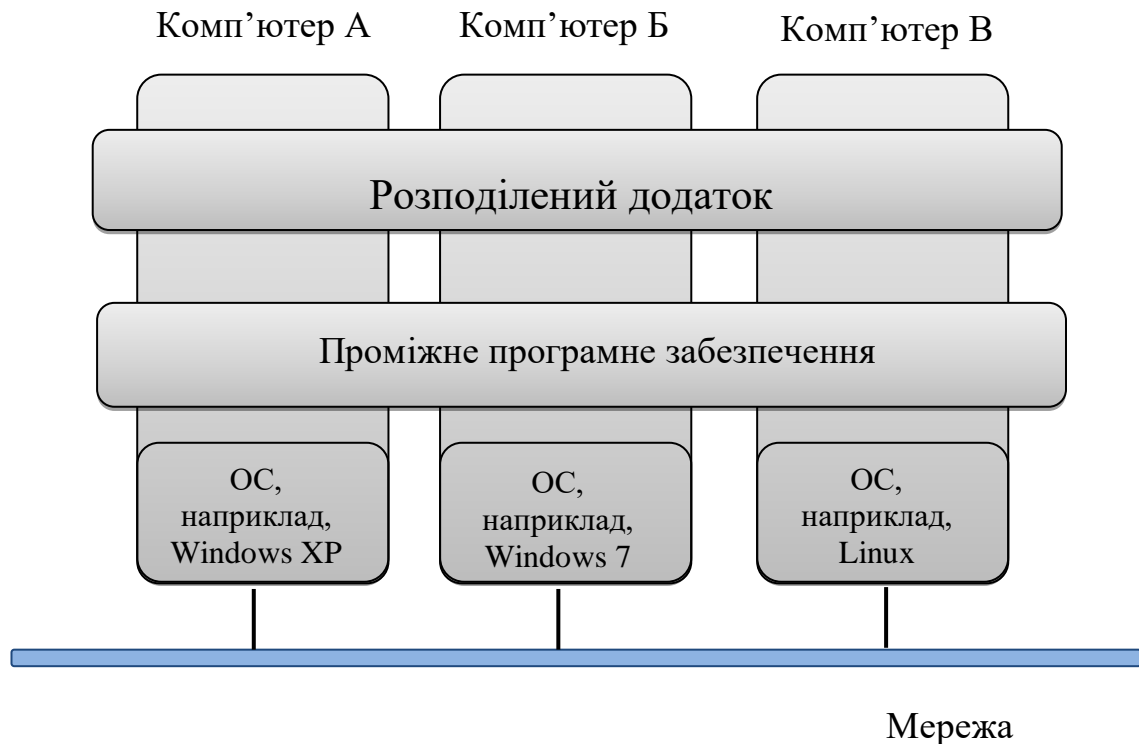 Комп’ютер А
Комп’ютер Б
Комп’ютер В
Розподілений додаток
Проміжне програмне забезпечення
ОС,
наприклад,
Windows XP
ОС,
наприклад,
Windows 7
ОС,
наприклад,
Linux
Мережа